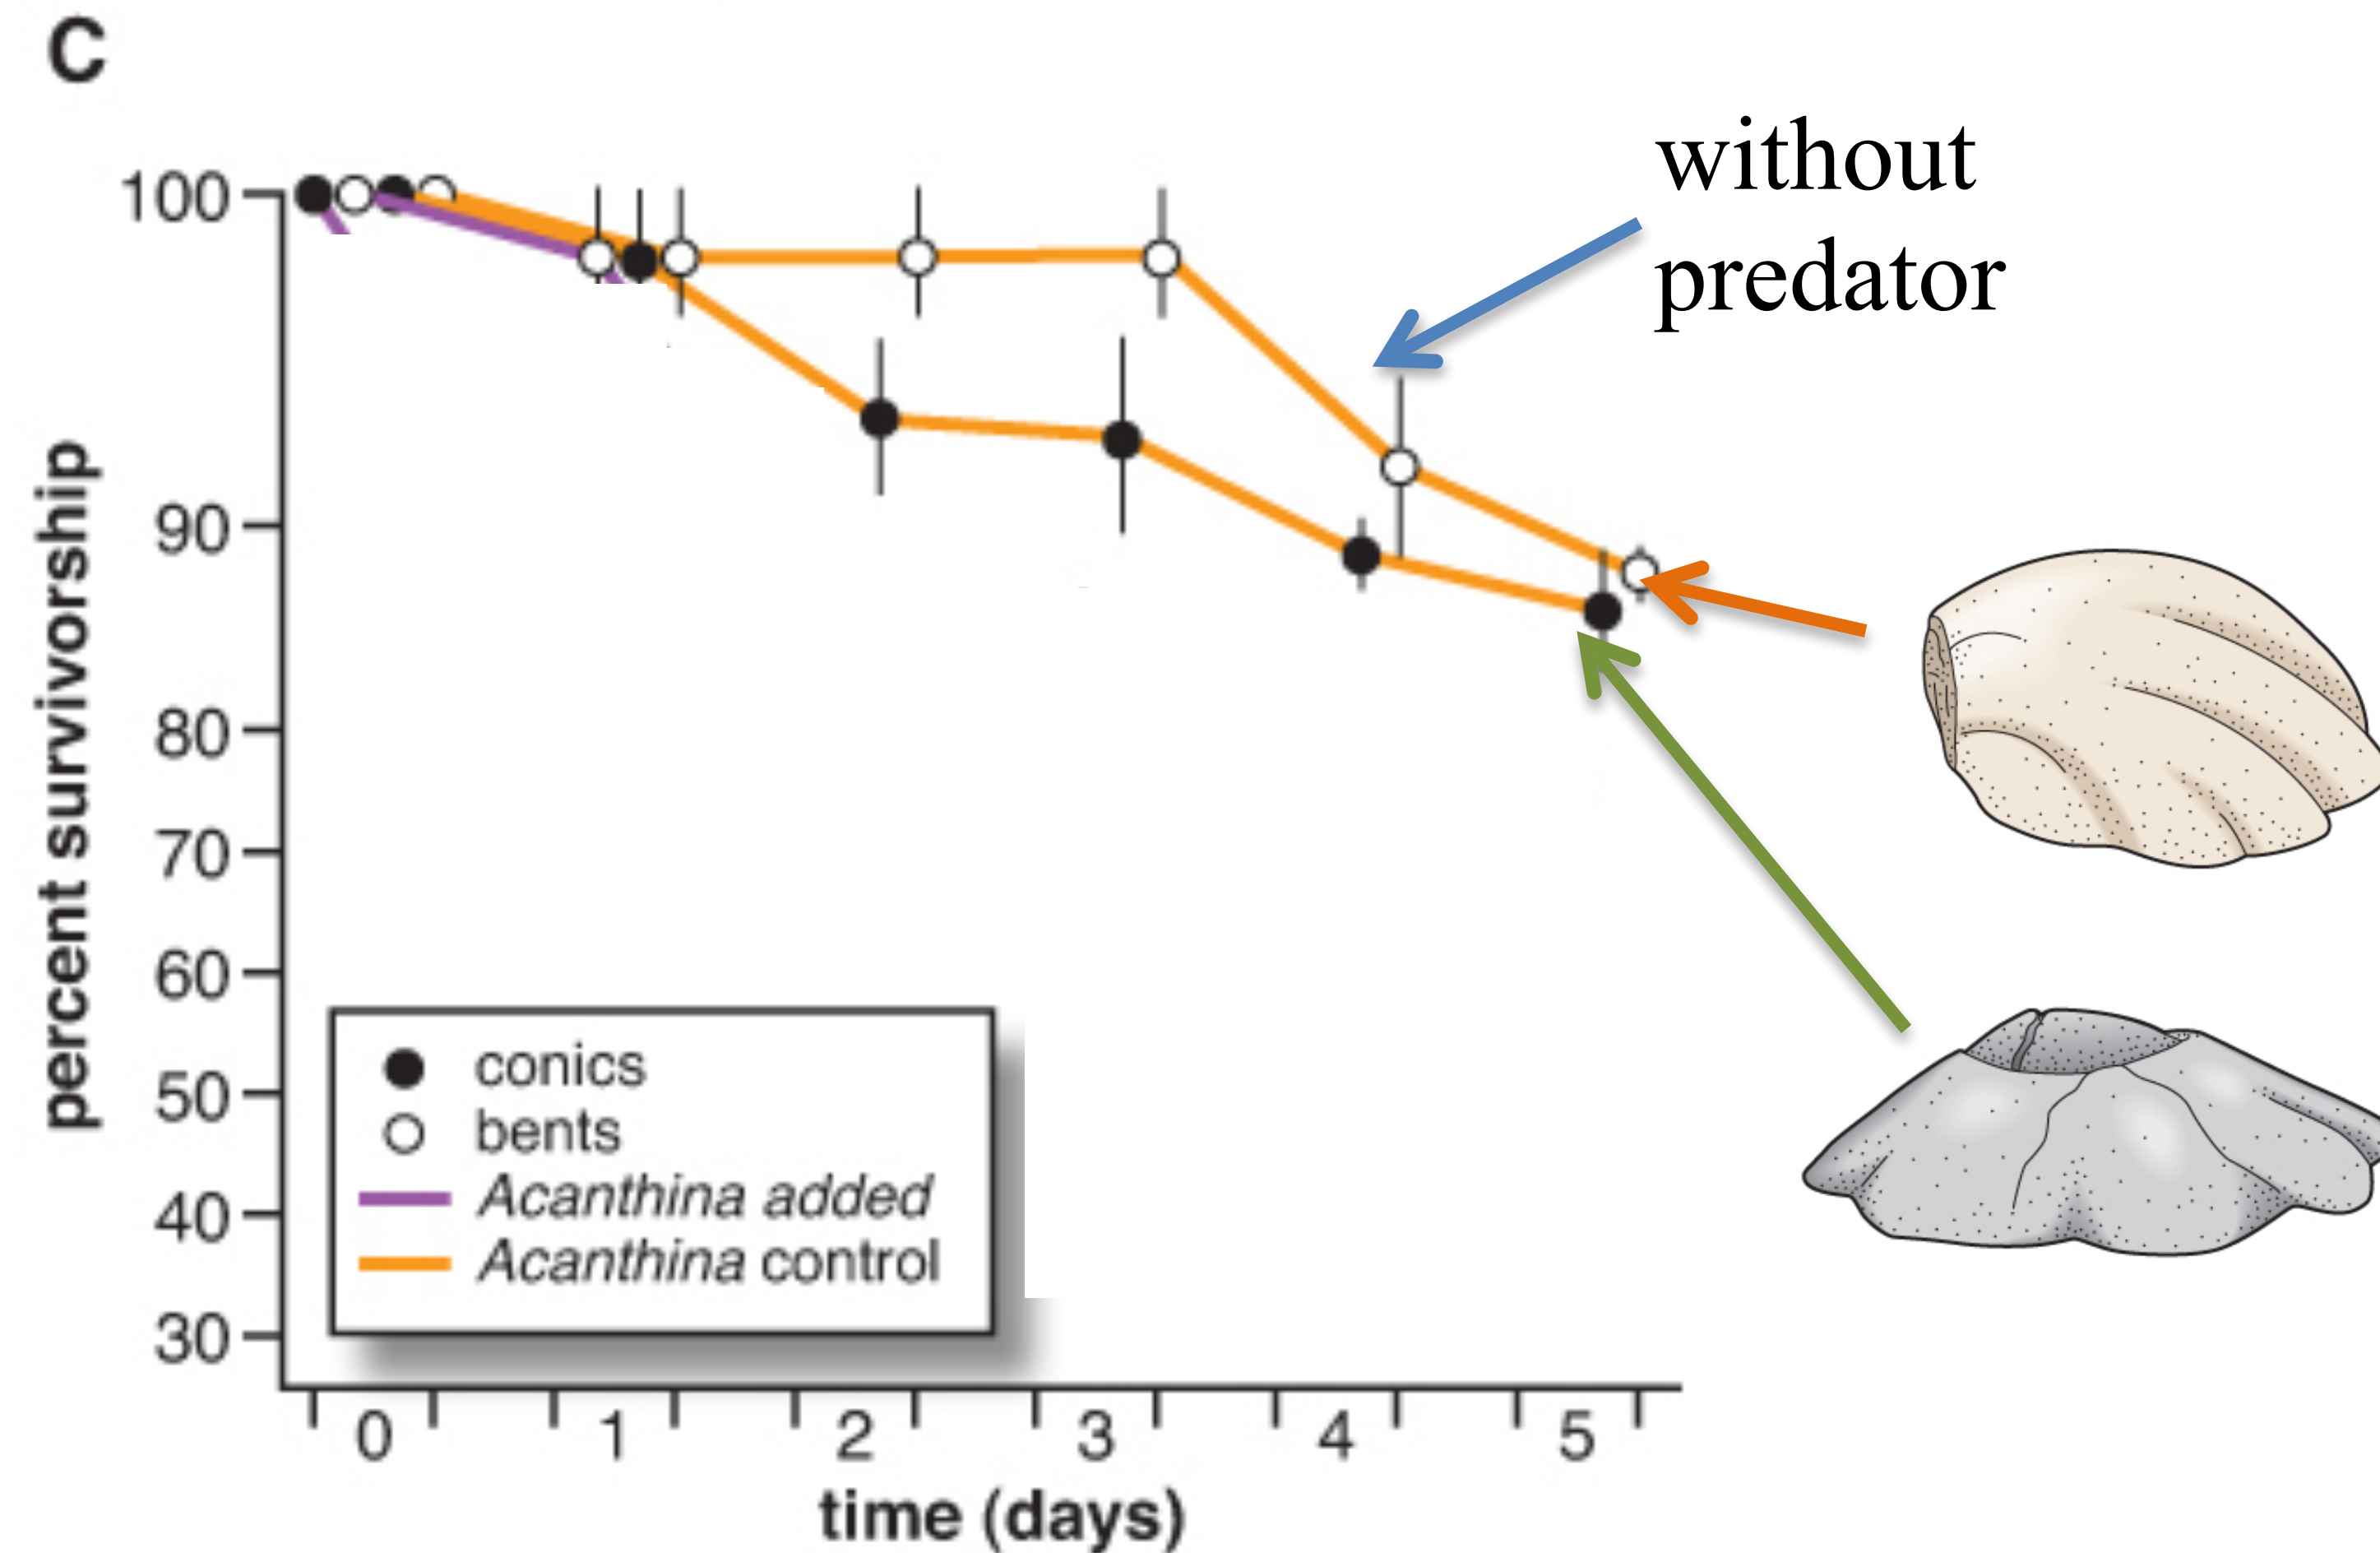 C
without
predator
percent survivorship
100
90
80
70
60
50
40
30
conics
bents
Acanthina added
Acanthina control
0 1 2 3 4 5
time (days)